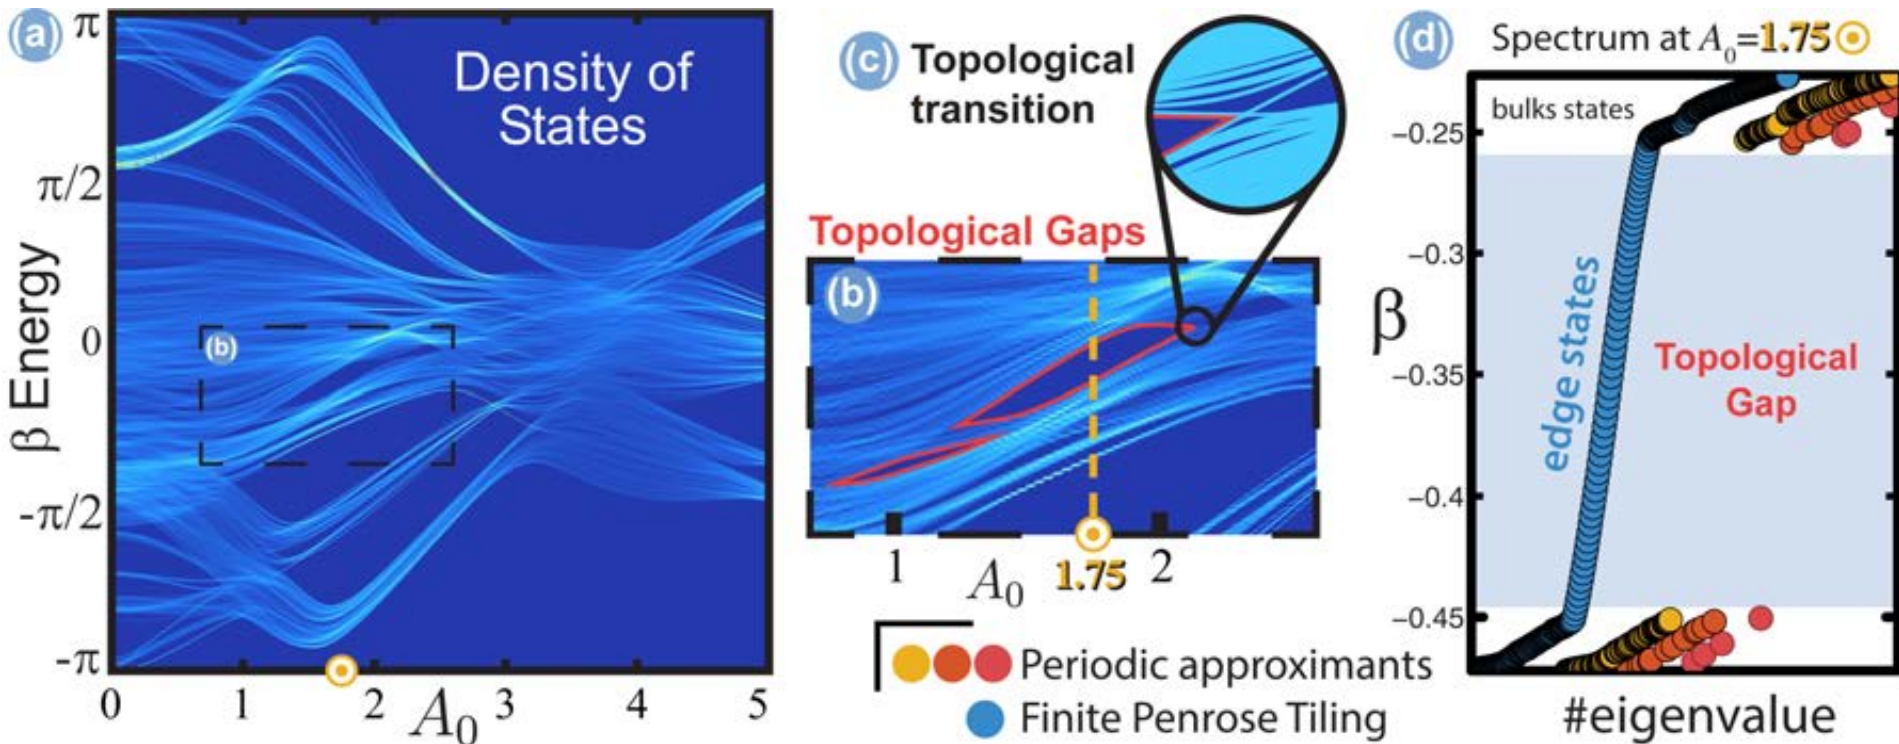 (a)
Density of
States
π
π/2
0
-π/2
-π
β Energy
(b)
0
1
2
3
4
5
A0
(c) Topological
transition
Topological Gaps
(b)
1
A0
1.75
2
Periodic approximants
Finite Penrose Tiling
(d) Spectrum at A0=1.75
bulks states
−0.25
−0.3
−0.35
−0.4
−0.45
β
edge states
Topological
Gap
#eigenvalue